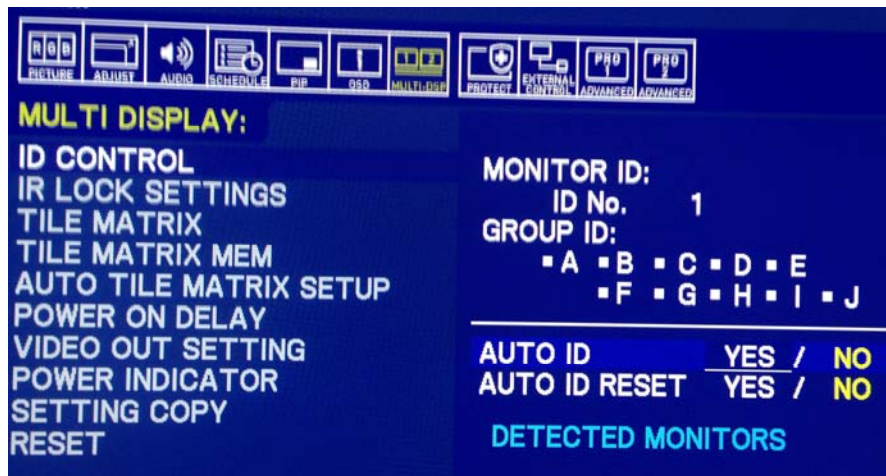 RGB
1 2
PRO 1
PRO 2
PICTURE ADJUST AUDIO SCHEDULE PIP OSD MULTI-DSP PROTECT EXTERNAL CONTROL ADVANCED ADVANCED
MULTI DISPLAY:
ID CONTROL
IR LOCK SETTINGS
TILE MATRIX
TILE MATRIX MEM
AUTO TILE MATRIX SETUP
POWER ON DELAY
VIDEO OUT SETTING
POWER INDICATOR
SETTING COPY
RESET
MONITOR ID:
ID No. 1
GROUP ID:
▪ A ▪ B ▪ C ▪ D ▪ E
▪ F ▪ G ▪ H ▪ I ▪ J
AUTO ID YES / NO
AUTO ID RESET YES / NO
DETECTED MONITORS